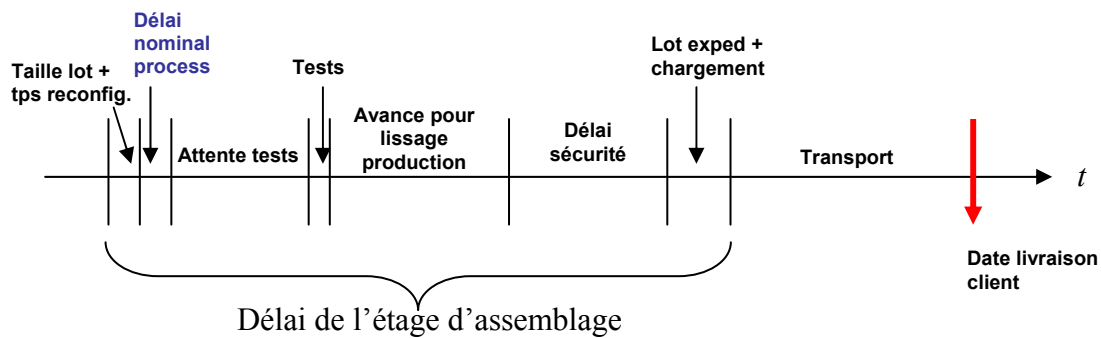 Délai
nominal
process
Taille lot +
tps reconfig.
Attente tests
Tests
Avance pour
lissage
production
Délai
sécurité
Lot exped +
chargement
Transport
t
Date livraison
client
Délai de l'étage d'assemblage